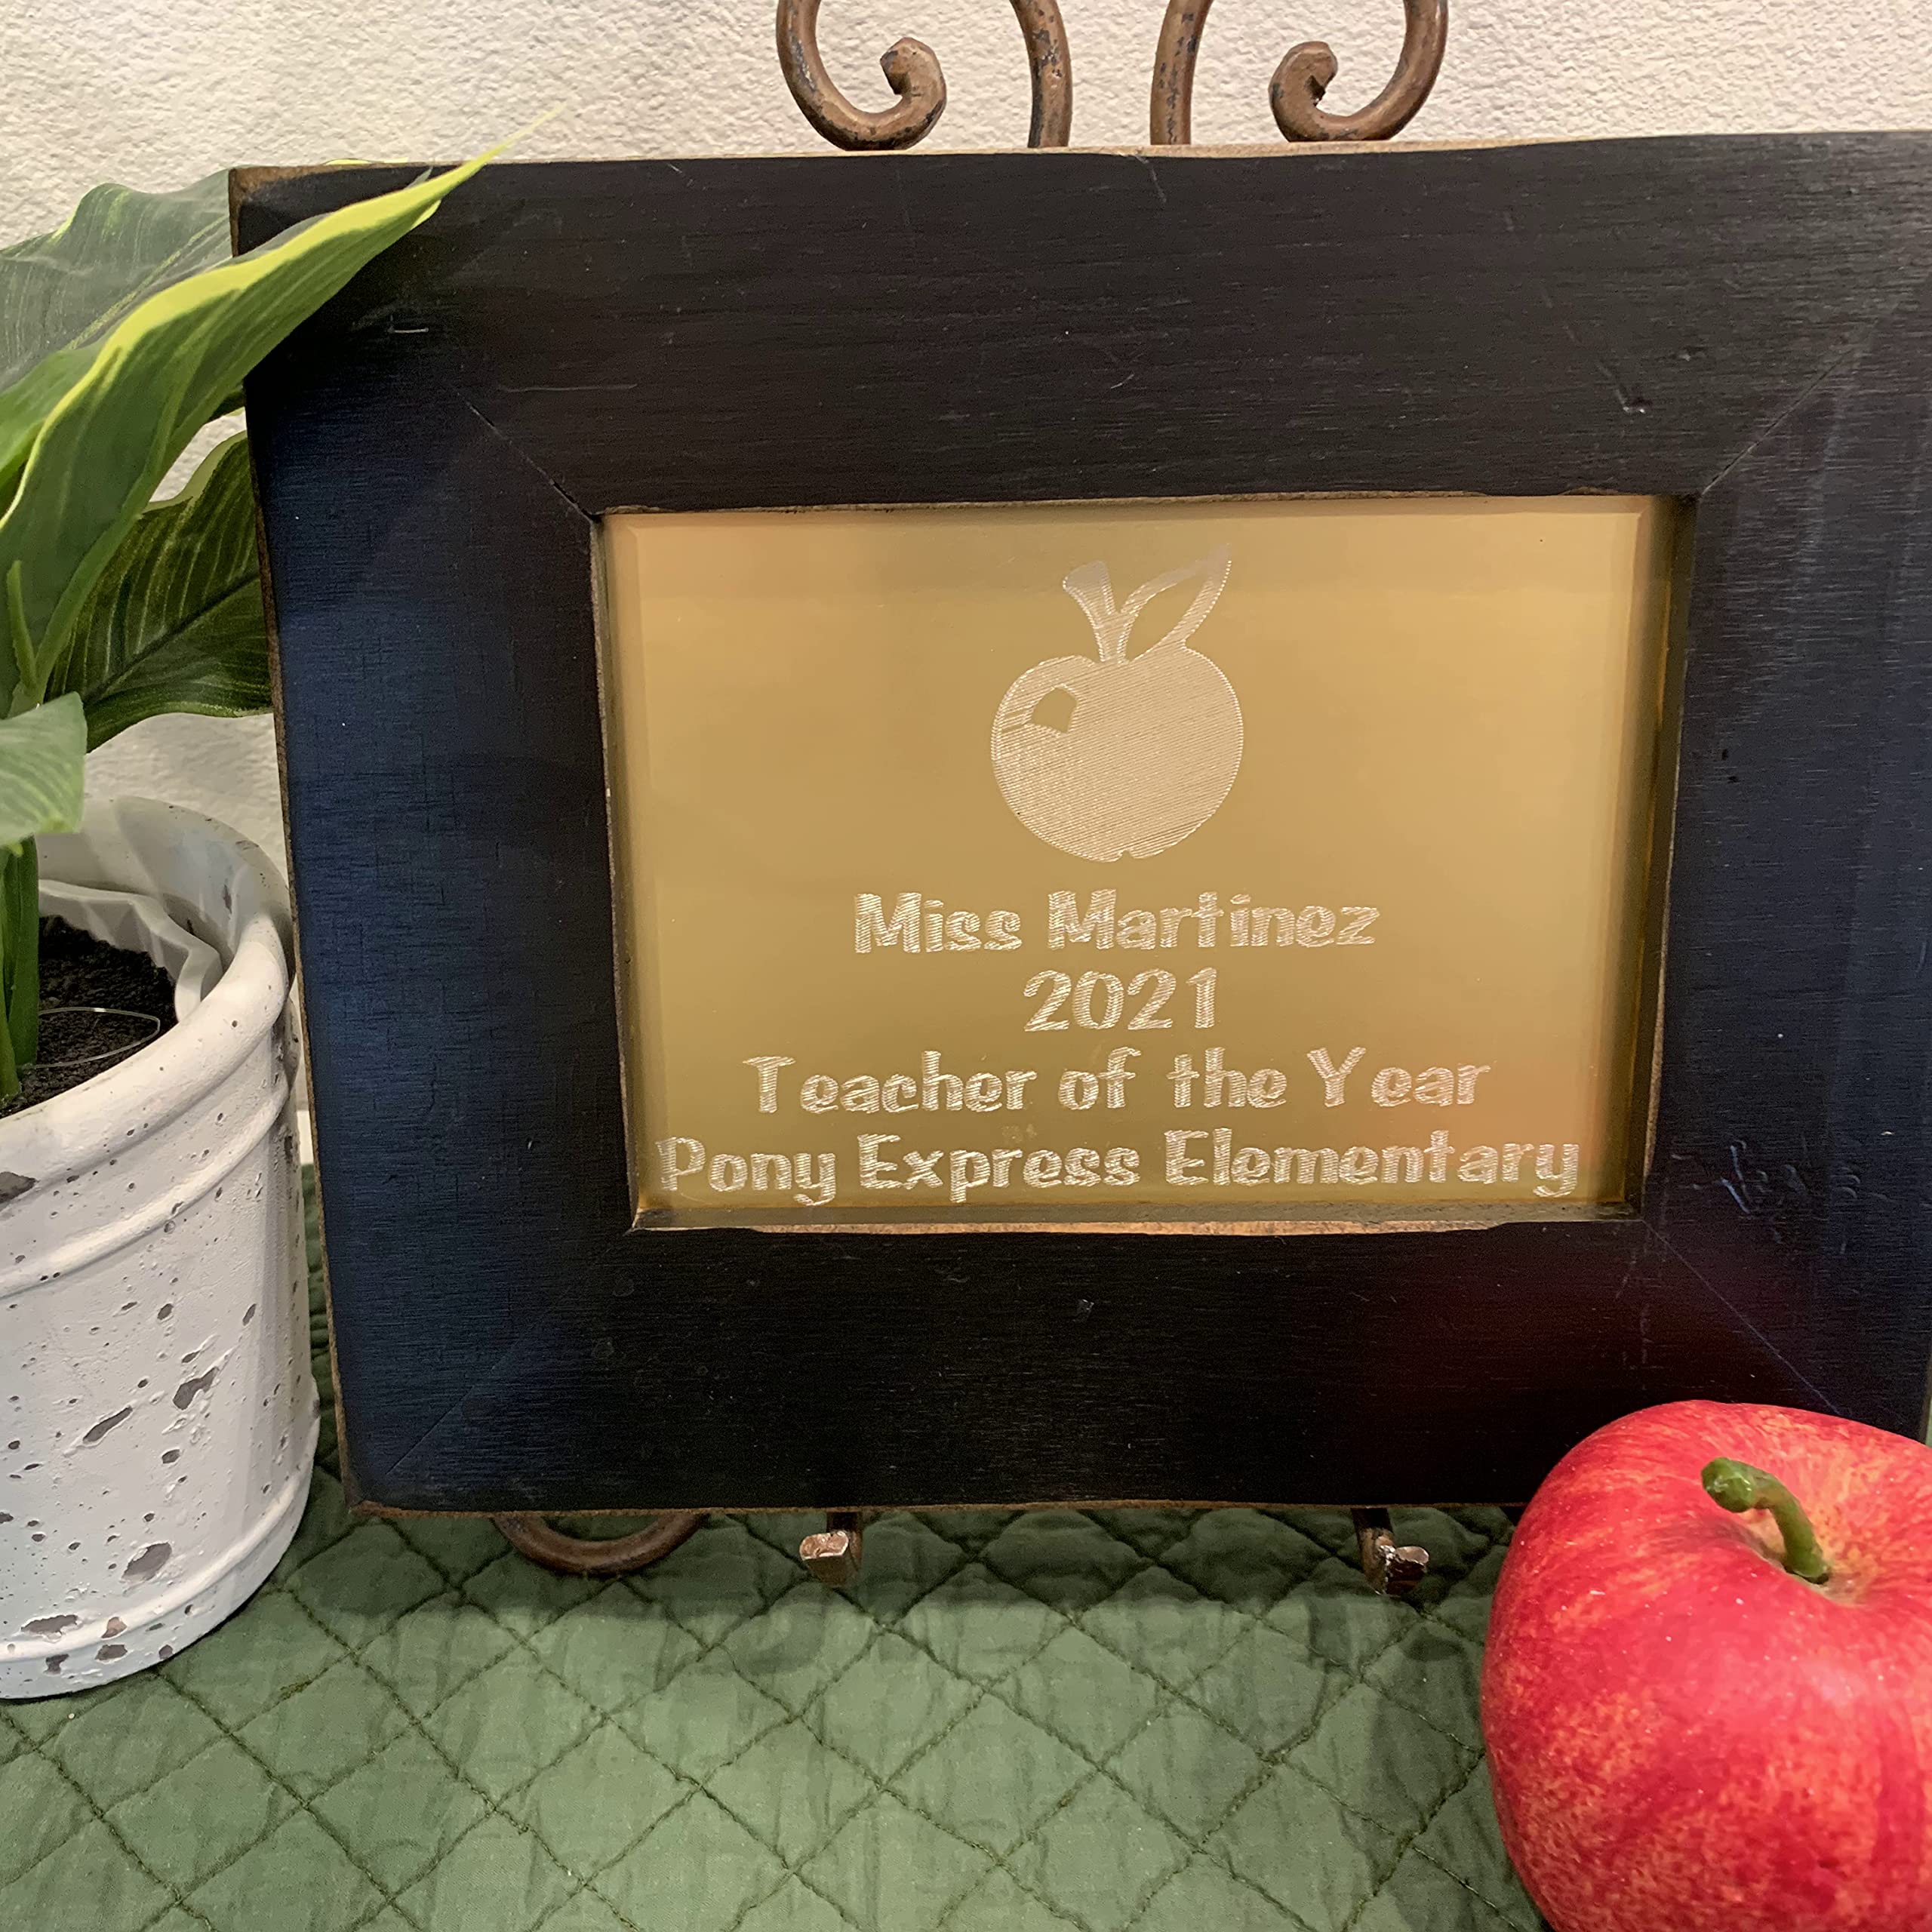 Miss Martinez
2021
Teacher of the Year
Pony Express Elementary